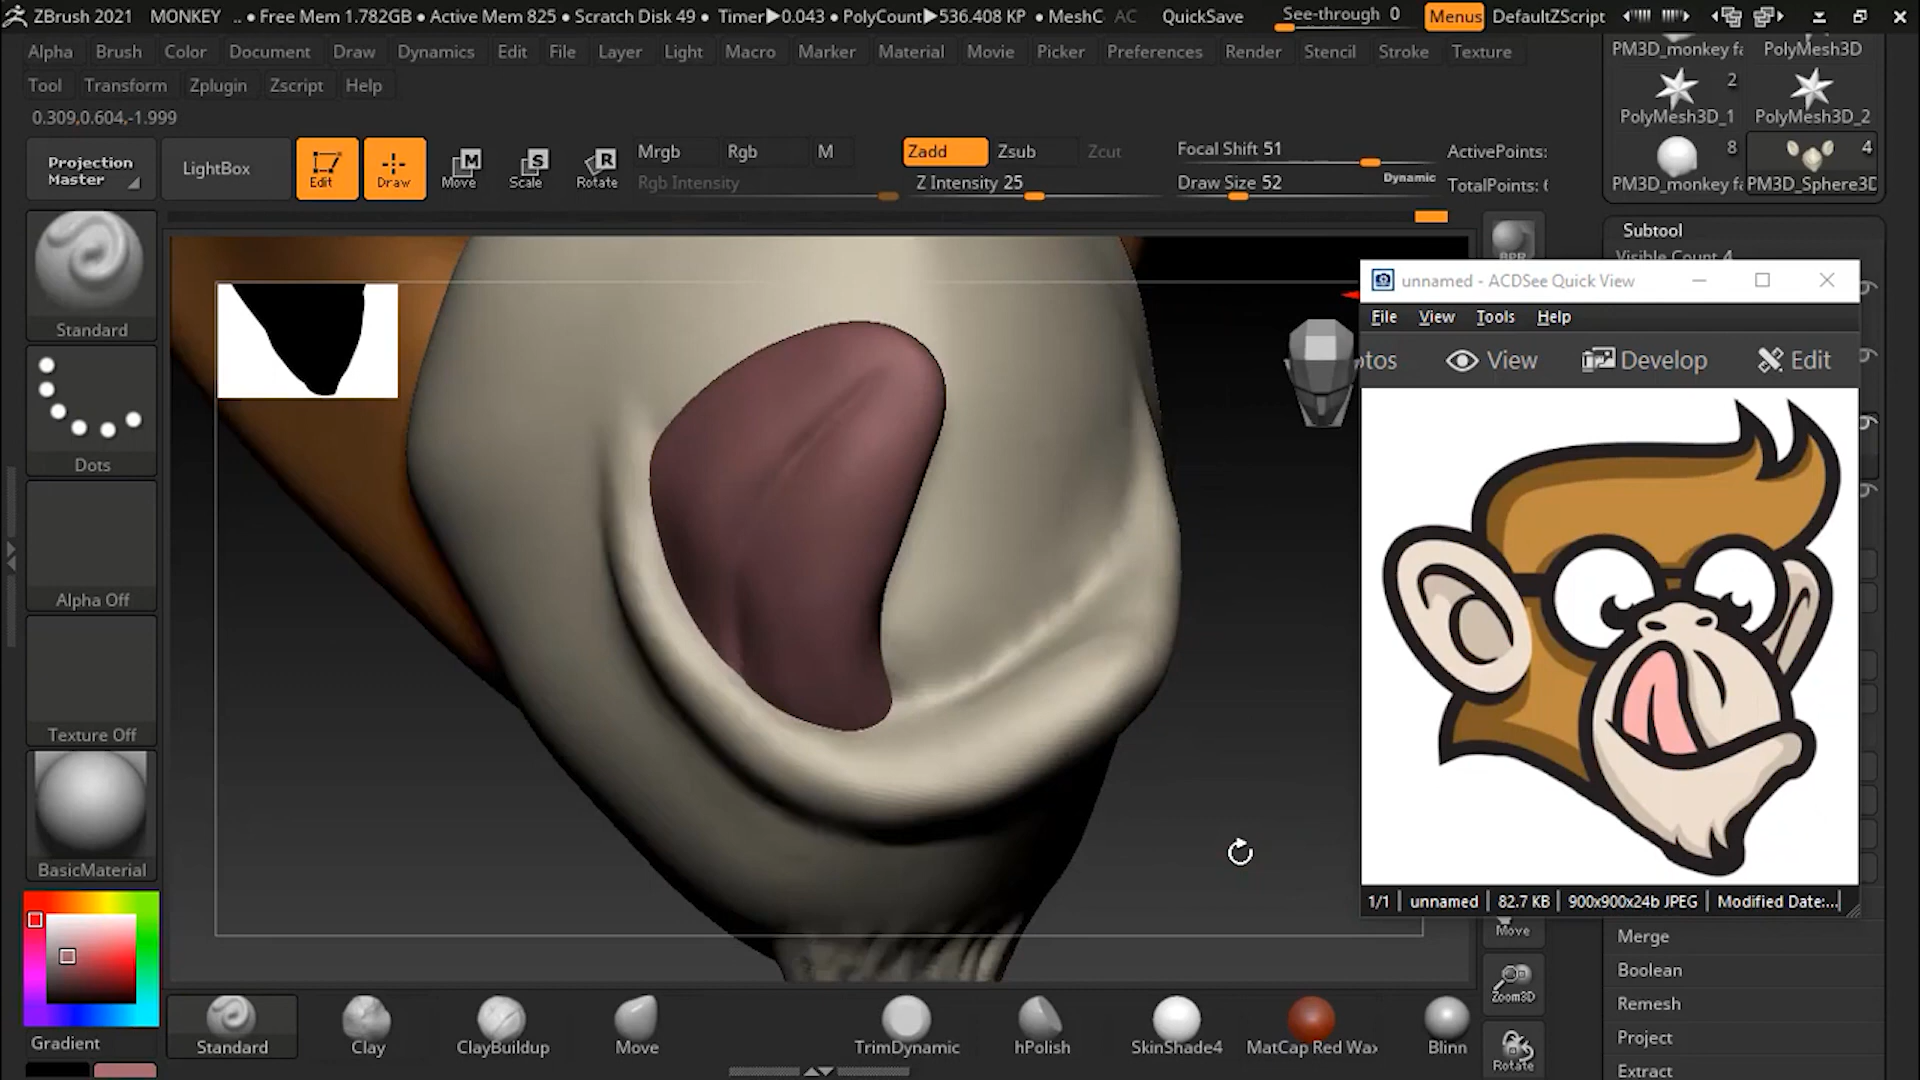 ZBrush 2021 MONKEY .. • Free Mem 1.782GB • Active Mem 825 • Scratch Disk 49 • Timer▶0.043 • PolyCount▶536.408 KP • MeshC AC QuickSave See-through 0 Menus DefaultZScript
Alpha Brush Color Document Draw Dynamics Edit File Layer Light Macro Marker Material Movie Picker Preferences Render Stencil Stroke Texture
Tool Transform Zplugin Zscript Help
0.309,0.604,-1.999
Projection
Master
LightBox
Edit
Draw
Move
Scale
Rotate
Mrgb Rgb M
Rgb Intensity
Zadd Zsub Zcut
Z Intensity 25
Focal Shift 51
Draw Size 52
Dynamic
ActivePoints:
TotalPoints: 6
PM3D_monkey fa PolyMesh3D
2
PolyMesh3D_1 PolyMesh3D_2
8 4
PM3D_monkey fa PM3D_Sphere3D
Subtool
Visible Count 4
Standard
Dots
Alpha Off
Texture Off
BasicMaterial
Gradient
BPR
unnamed - ACDSee Quick View
File View Tools Help
otos View Develop Edit
1/1 unnamed 82.7 KB 900x900x24b JPEG Modified Date:...
Move
Zoom3D
Rotate
Merge
Boolean
Remesh
Project
Extract
Standard Clay ClayBuildup Move TrimDynamic hPolish SkinShade4 MatCap Red Wax Blinn